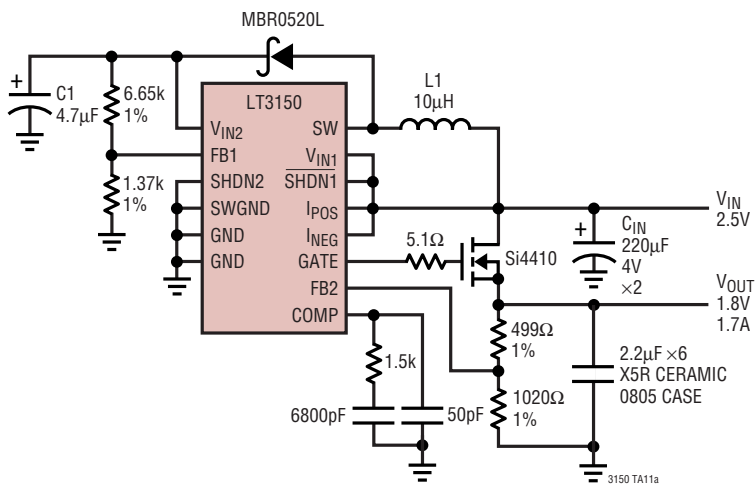 MBR0520L
C1
4.7µF
+
6.65k
1%
1.37k
1%
LT3150
VIN2
FB1
SHDN2
SWGND
GND
GND
SW
VIN1
SHDN1
IPOS
INEG
GATE
FB2
COMP
L1
10µH
5.1Ω
Si4410
VIN
2.5V
+
CIN
220µF
4V
×2
VOUT
1.8V
1.7A
499Ω
1%
1020Ω
1%
2.2µF ×6
X5R CERAMIC
0805 CASE
1.5k
6800pF
50pF
3150 TA11a